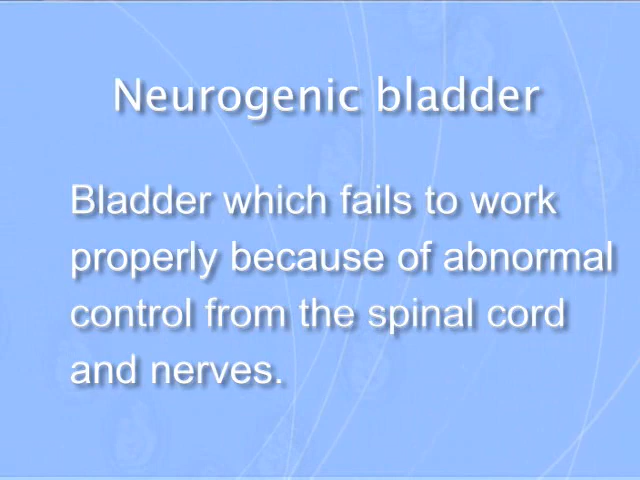 Neurogenic bladder
Bladder which fails to work
properly because of abnormal
control from the spinal cord
and nerves.